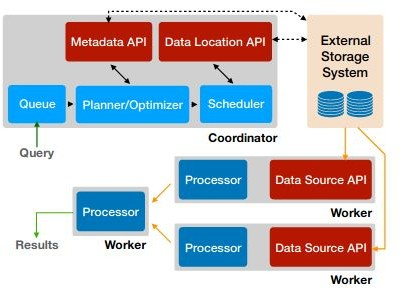 Metadata API
Data Location API
External
Storage
System
Queue
Planner/Optimizer
Scheduler
Coordinator
Query
Processor
Data Source API
Worker
Processor
Results
Worker
Processor
Data Source API
Worker